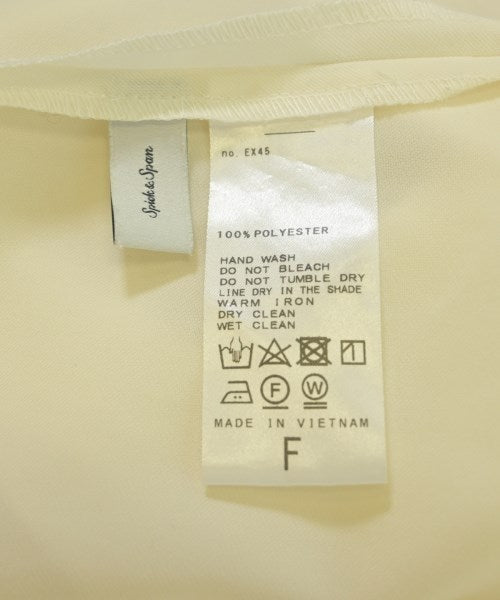 no. EX45
Spick & Span
100% POLYESTER
HAND WASH
DO NOT BLEACH
DO NOT TUMBLE DRY
LINE DRY IN THE SHADE
WARM IRON
DRY CLEAN
WET CLEAN
F W
MADE IN VIETNAM
F